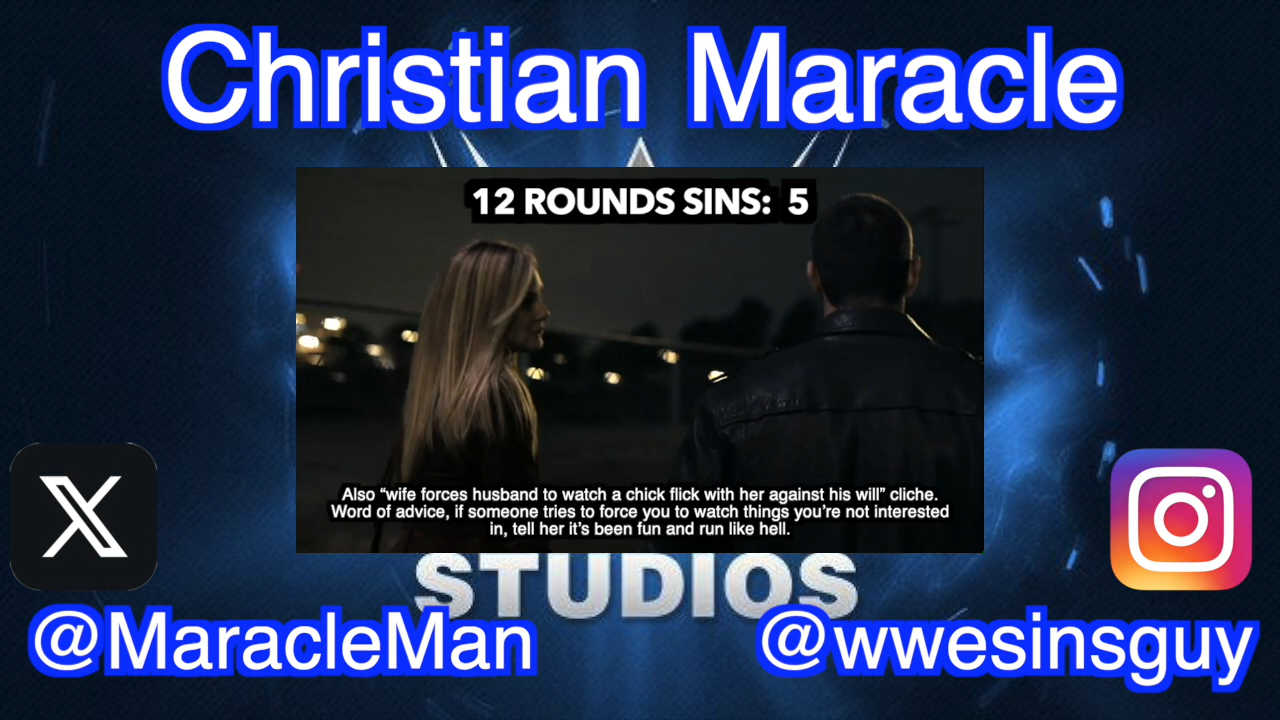 Christian Maracle
12 ROUNDS SINS: 5
Also “wife forces husband to watch a chick flick with her against his will” cliche.
Word of advice, if someone tries to force you to watch things you’re not interested
in, tell her it’s been fun and run like hell.
STUDIOS
@MaracleMan
@wwesinsguy